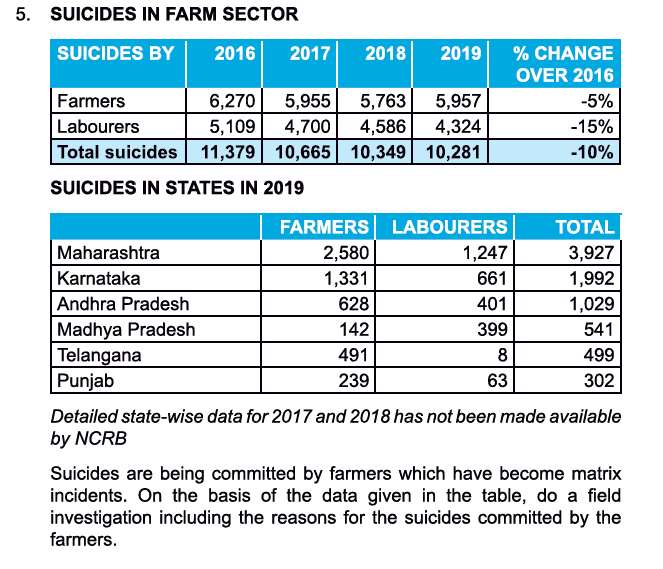 5. SUICIDES IN FARM SECTOR
SUICIDES BY 2016 2017 2018 2019 % CHANGE
OVER 2016
Farmers 6,270 5,955 5,763 5,957 -5%
Labourers 5,109 4,700 4,586 4,324 -15%
Total suicides 11,379 10,665 10,349 10,281 -10%
SUICIDES IN STATES IN 2019
FARMERS LABOURERS TOTAL
Maharashtra 2,580 1,247 3,927
Karnataka 1,331 661 1,992
Andhra Pradesh 628 401 1,029
Madhya Pradesh 142 399 541
Telangana 491 8 499
Punjab 239 63 302
Detailed state-wise data for 2017 and 2018 has not been made available
by NCRB
Suicides are being committed by farmers which have become matrix
incidents. On the basis of the data given in the table, do a field
investigation including the reasons for the suicides committed by the
farmers.